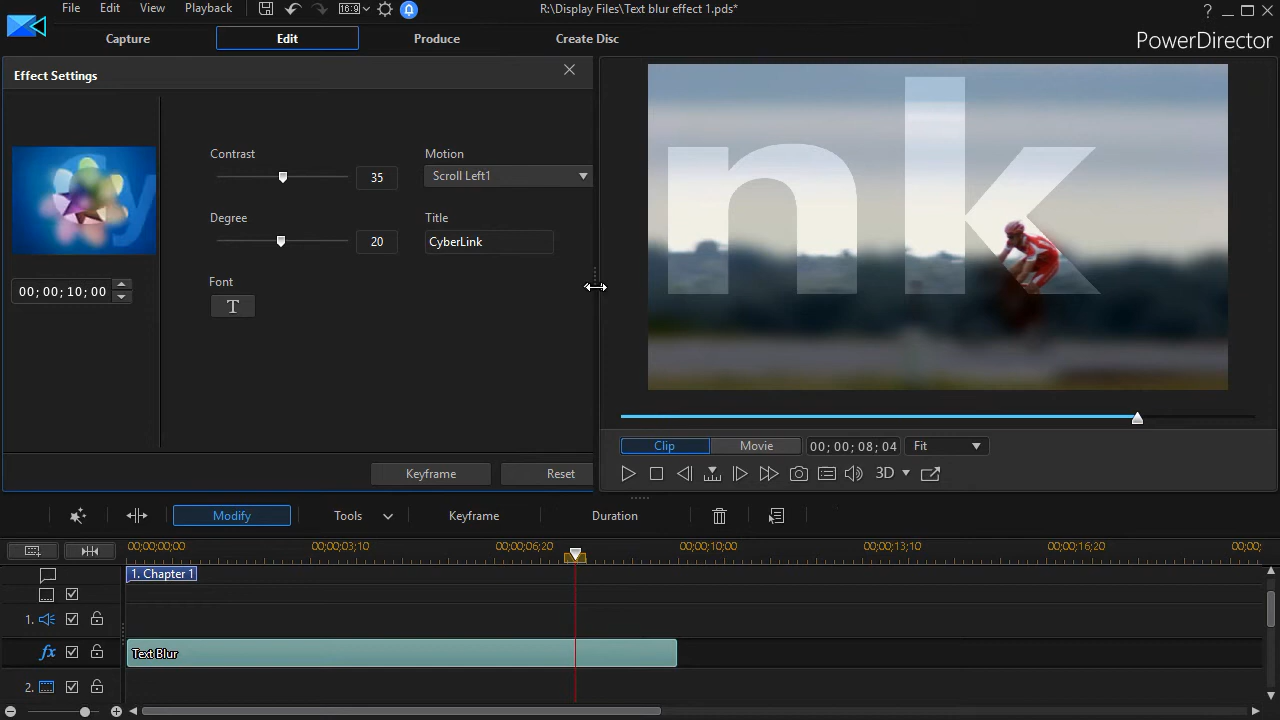 File Edit View Playback 16:9 R:\Display Files\Text blur effect 1.pds* ?
Capture Edit Produce Create Disc PowerDirector
Effect Settings
Contrast Motion
35 Scroll Left1
Degree Title
20 CyberLink
Font
00; 00; 10; 00 T
cy
nk
Keyframe Reset
Clip Movie 00; 00; 08; 04 Fit
3D
Modify Tools Keyframe Duration
00;00;00;00 00;00;03;10 00;00;06;20 00;00;10;00 00;00;13;10 00;00;16;20 00;00;
1. Chapter 1
1.
fx Text Blur
2.